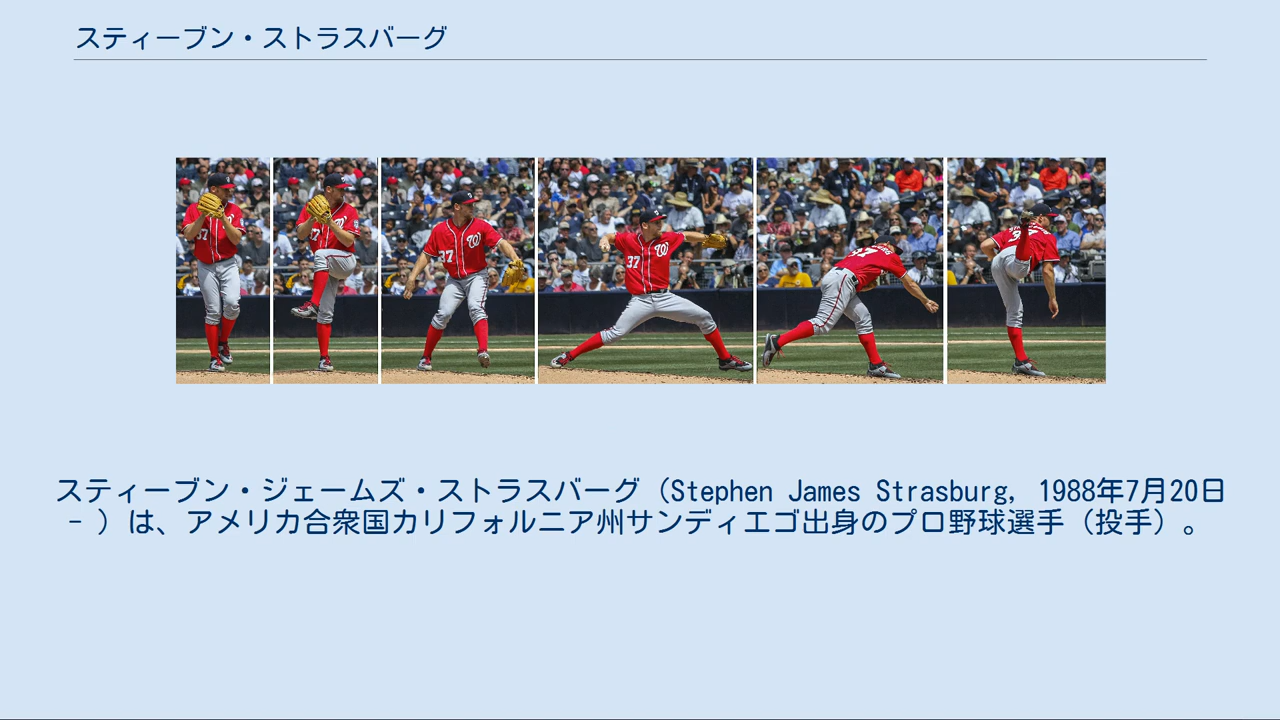 スティーブン・ストラスバーグ
37
37
37
37
スティーブン・ジェームズ・ストラスバーグ（Stephen James Strasburg, 1988年7月20日
- ）は、アメリカ合衆国カリフォルニア州サンディエゴ出身のプロ野球選手（投手）。